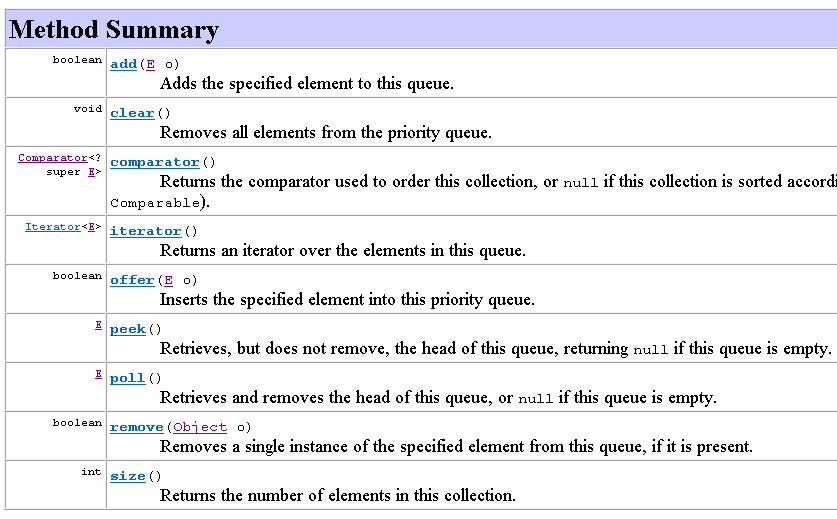 Method Summary
boolean add(E o)
Adds the specified element to this queue.
void clear()
Removes all elements from the priority queue.
Comparator<? comparator()
super E>
Returns the comparator used to order this collection, or null if this collection is sorted accordi
Comparable).
Iterator<E> iterator()
Returns an iterator over the elements in this queue.
boolean offer(E o)
Inserts the specified element into this priority queue.
E peek()
Retrieves, but does not remove, the head of this queue, returning null if this queue is empty.
E poll()
Retrieves and removes the head of this queue, or null if this queue is empty.
boolean remove(Object o)
Removes a single instance of the specified element from this queue, if it is present.
int size()
Returns the number of elements in this collection.